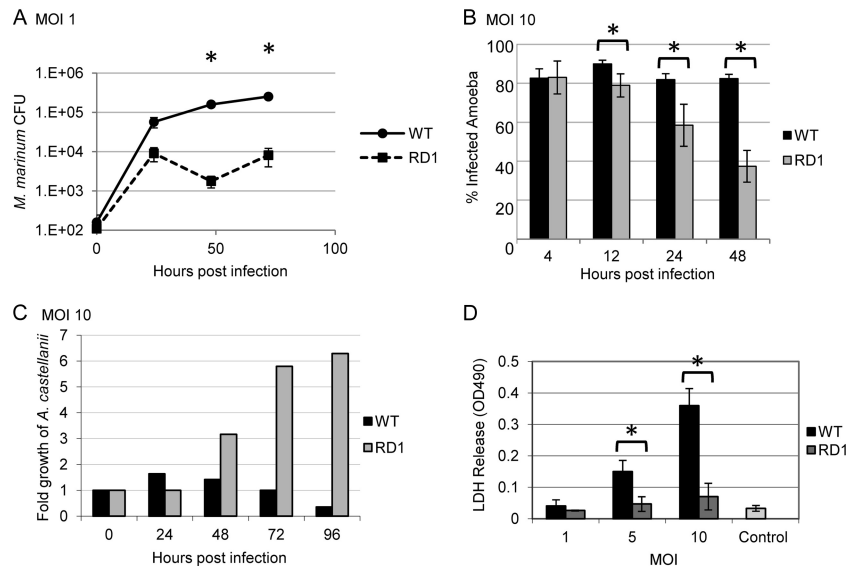 A MOI 1
* *
1.E+06
1.E+05
1.E+04
1.E+03
1.E+02
M. marinum CFU
0 50 100
Hours post infection
WT
RD1
B MOI 10
* * *
100
80
60
40
20
0
% Infected Amoeba
4 12 24 48
Hours post infection
WT
RD1
C MOI 10
7
6
5
4
3
2
1
0
Fold growth of A. castellanii
0 24 48 72 96
Hours post infection
WT
RD1
D
* *
0.5
0.4
0.3
0.2
0.1
0
LDH Release (OD490)
1 5 10 Control
MOI
WT
RD1